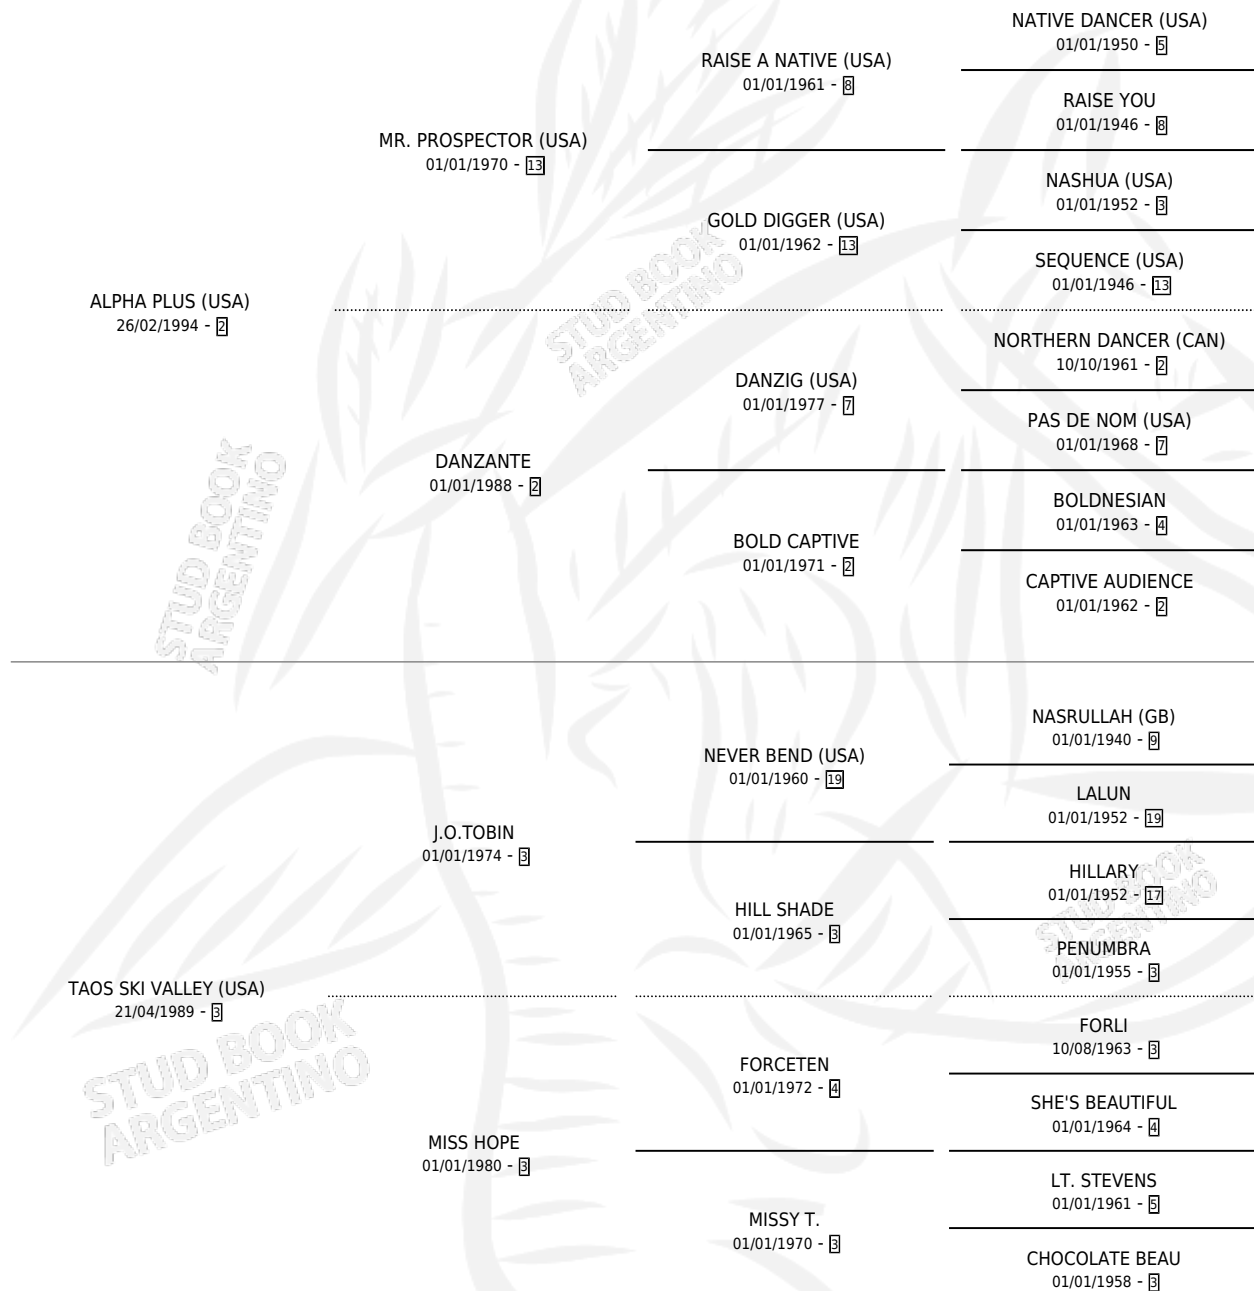 NATIVE DANCER (USA)
01/01/1950 - 5
RAISE A NATIVE (USA)
01/01/1961 - 8
RAISE YOU
01/01/1946 - 8
MR. PROSPECTOR (USA)
01/01/1970 - 13
NASHUA (USA)
01/01/1952 - 3
GOLD DIGGER (USA)
01/01/1962 - 13
SEQUENCE (USA)
01/01/1946 - 13
ALPHA PLUS (USA)
26/02/1994 - 2
STUD BOOK
ARGENTINO
NORTHERN DANCER (CAN)
10/10/1961 - 2
DANZIG (USA)
01/01/1977 - 7
PAS DE NOM (USA)
01/01/1968 - 7
DANZANTE
01/01/1988 - 2
BOLDNESIAN
01/01/1963 - 4
BOLD CAPTIVE
01/01/1971 - 2
CAPTIVE AUDIENCE
01/01/1962 - 2
STUD BOOK
ARGENTINO
NASRULLAH (GB)
01/01/1940 - 9
NEVER BEND (USA)
01/01/1960 - 19
LALUN
01/01/1952 - 19
J.O.TOBIN
01/01/1974 - 3
HILLARY
01/01/1952 - 17
HILL SHADE
01/01/1965 - 3
STUD BOOK
ARGENTINO
PENUMBRA
01/01/1955 - 3
TAOS SKI VALLEY (USA)
21/04/1989 - 3
FORLI
10/08/1963 - 3
FORCETEN
01/01/1972 - 4
SHE'S BEAUTIFUL
01/01/1964 - 4
STUD BOOK
ARGENTINO
MISS HOPE
01/01/1980 - 3
LT. STEVENS
01/01/1961 - 5
MISSY T.
01/01/1970 - 3
CHOCOLATE BEAU
01/01/1958 - 3